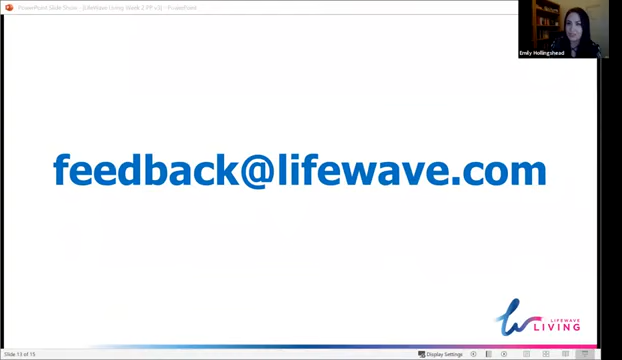 PowerPoint Slide Show - [LifeWave Living Week 2 PP v5] - PowerPoint
Emily Hollingshead
feedback@lifewave.com
LIFEWAVE
LIVING
Slide 13 of 15
Display Settings